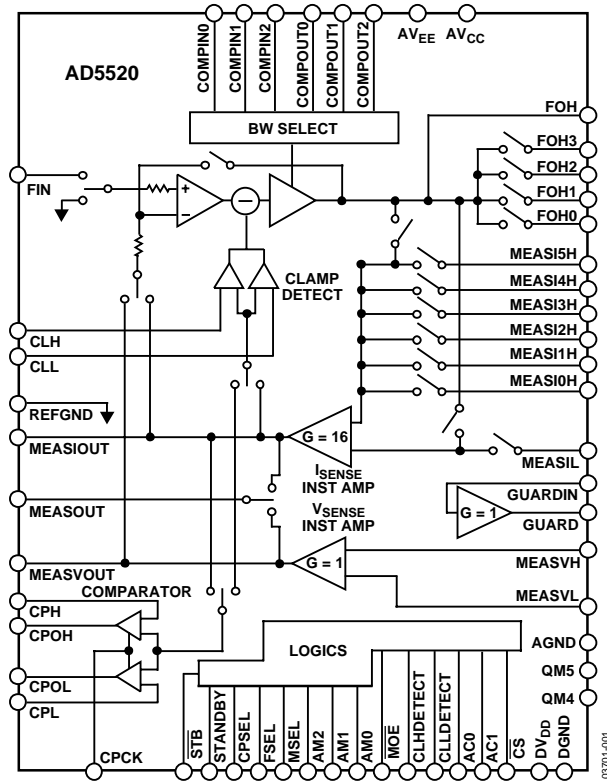 AD5520
COMPIN0
COMPIN1
COMPIN2
COMPOUT0
COMPOUT1
COMPOUT2
AVEE
AVCC
BW SELECT
FOH
FOH3
FOH2
FOH1
FOH0
FIN
+
−
−
CLAMP
DETECT
MEASI5H
MEASI4H
MEASI3H
MEASI2H
MEASI1H
MEASI0H
CLH
CLL
REFGND
MEASIOUT
G = 16
ISENSE
INST AMP
MEASIL
GUARDIN
G = 1
GUARD
MEASOUT
VSENSE
INST AMP
MEASVOUT
G = 1
MEASVH
MEASVL
COMPARATOR
CPH
CPOH
CPOL
CPL
LOGICS
AGND
QM5
QM4
CPCK
STB
STANDBY
CPSEL
FSEL
MSEL
AM2
AM1
AM0
MOE
CLHDETECT
CLLDETECT
AC0
AC1
CS
DVDD
DGND
03701-001